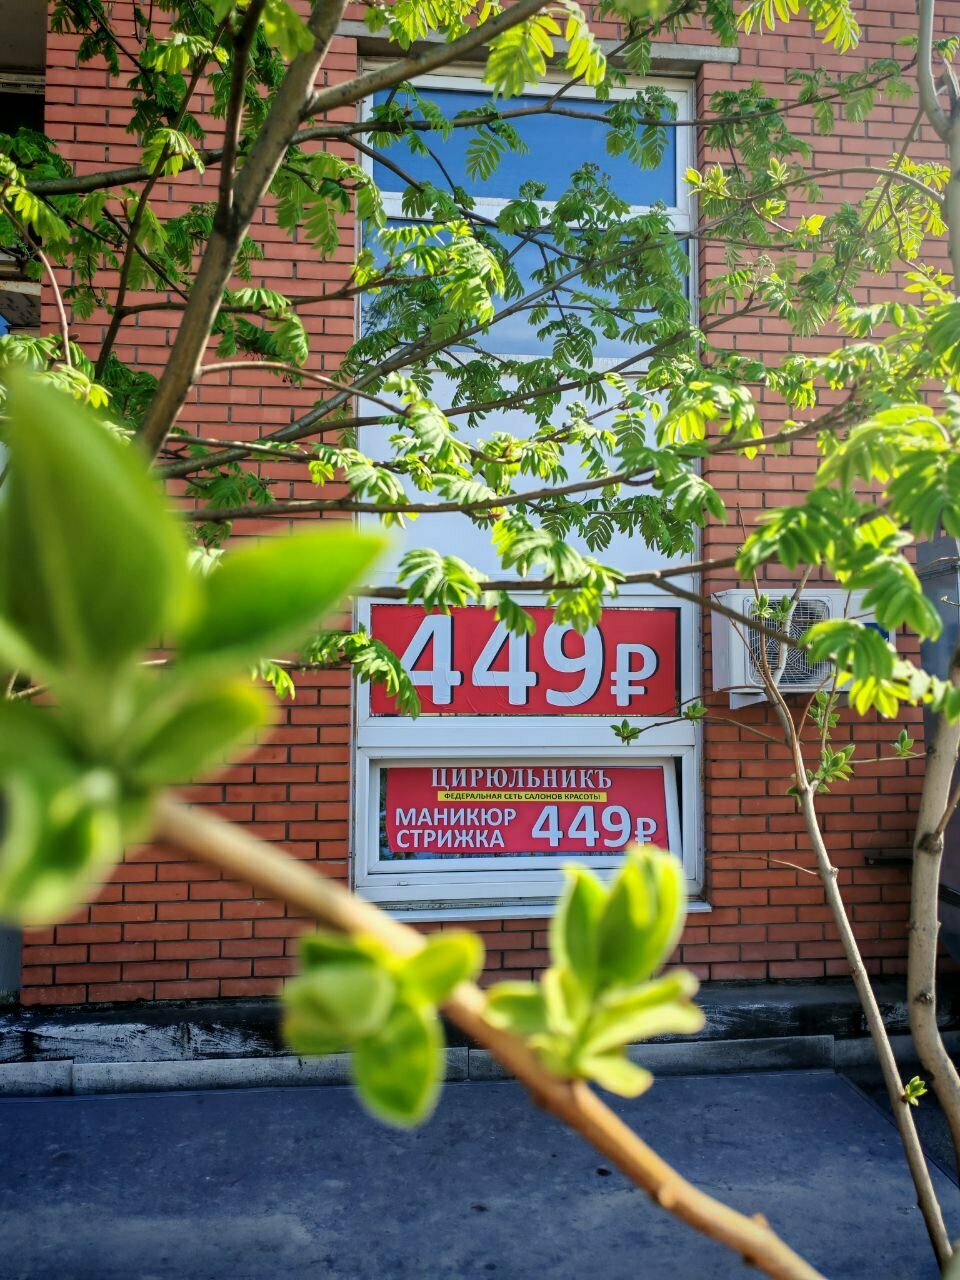 449₽
ЦИРЮЛЬНИКЪ
ФЕДЕРАЛЬНАЯ СЕТЬ САЛОНОВ КРАСОТЫ
МАНИКЮР
СТРИЖКА 449₽